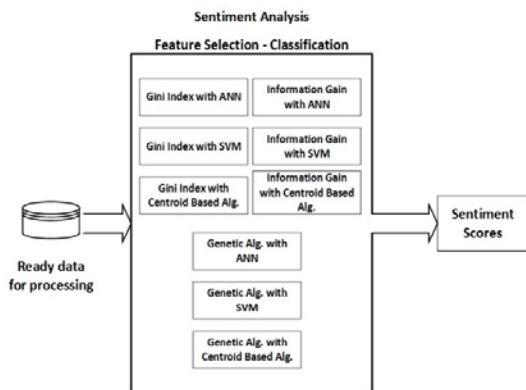 Sentiment Analysis
Feature Selection - Classification
Gini Index with ANN
Information Gain
with ANN
Gini Index with SVM
Information Gain
with SVM
Gini Index with
Centroid Based Alg.
Information Gain
with Centroid Based
Alg.
Genetic Alg. with
ANN
Genetic Alg. with
SVM
Genetic Alg. with
Centroid Based Alg.
Ready data
for processing
Sentiment
Scores